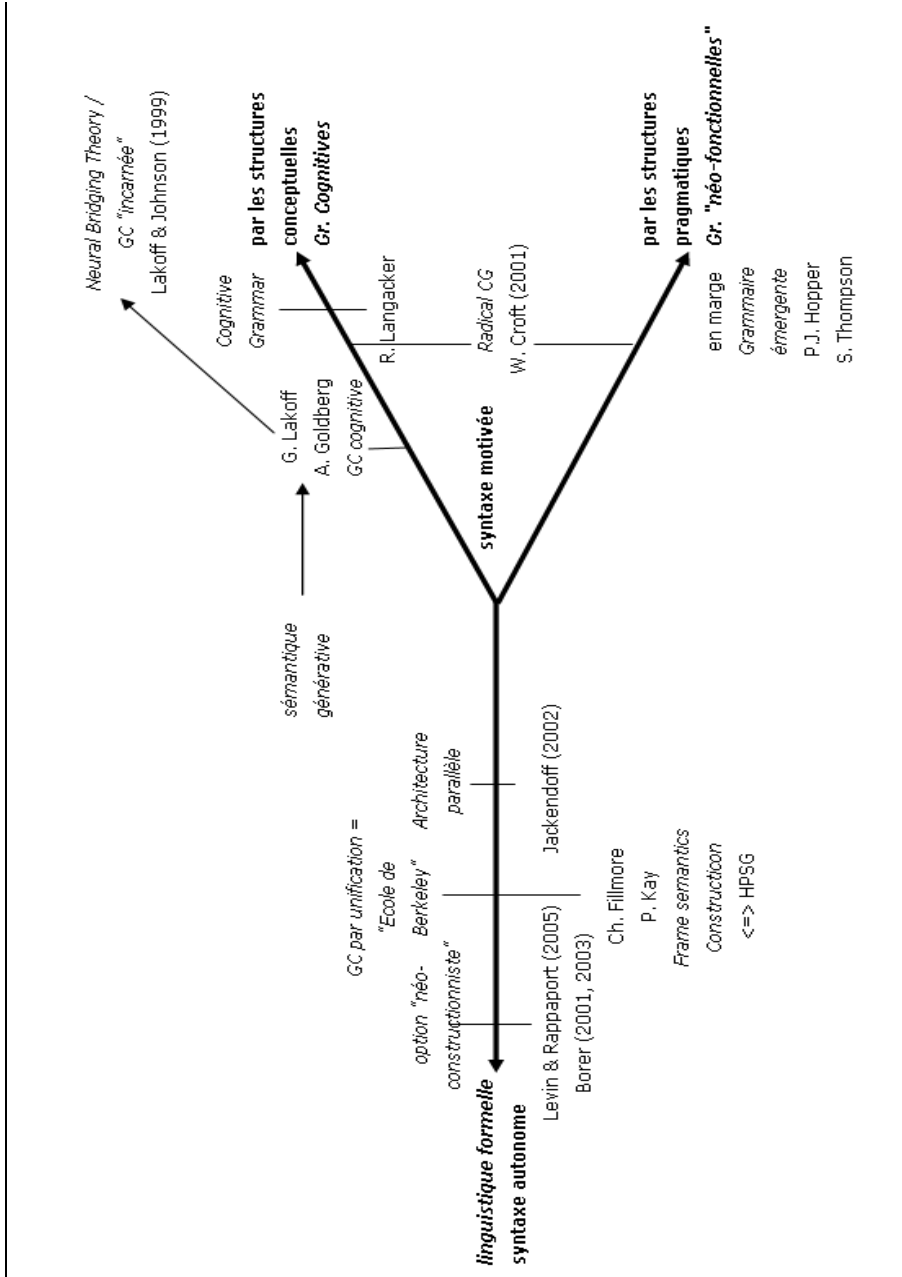 Neural Bridging Theory /
GC “incarnée”
Lakoff & Johnson (1999)
Cognitive
Grammar
par les structures
conceptuelles
Gr. Cognitives
G. Lakoff
A. Goldberg
GC cognitive
R. Langacker
sémantique
générative
Radical CG
W. Croft (2001)
syntaxe motivée
GC par unification =
“Ecole de
Berkeley”
Architecture
parallèle
option “néo-
constructionniste”
linguistique formelle
syntaxe autonome
Levin & Rappaport (2005)
Borer (2001, 2003)
Jackendoff (2002)
Ch. Fillmore
P. Kay
Frame semantics
Constructicon
<=> HPSG
par les structures
pragmatiques
Gr. "néo-fonctionnelles"
en marge
Grammaire
émergente
P.J. Hopper
S. Thompson